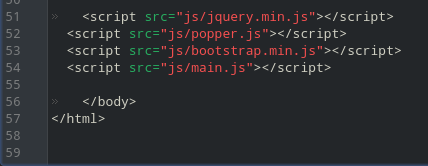 51 »   <script src="js/jquery.min.js"></script>
52   <script src="js/popper.js"></script>
53   <script src="js/bootstrap.min.js"></script>
54   <script src="js/main.js"></script>
55
56 »   </body>
57 </html>
58
59